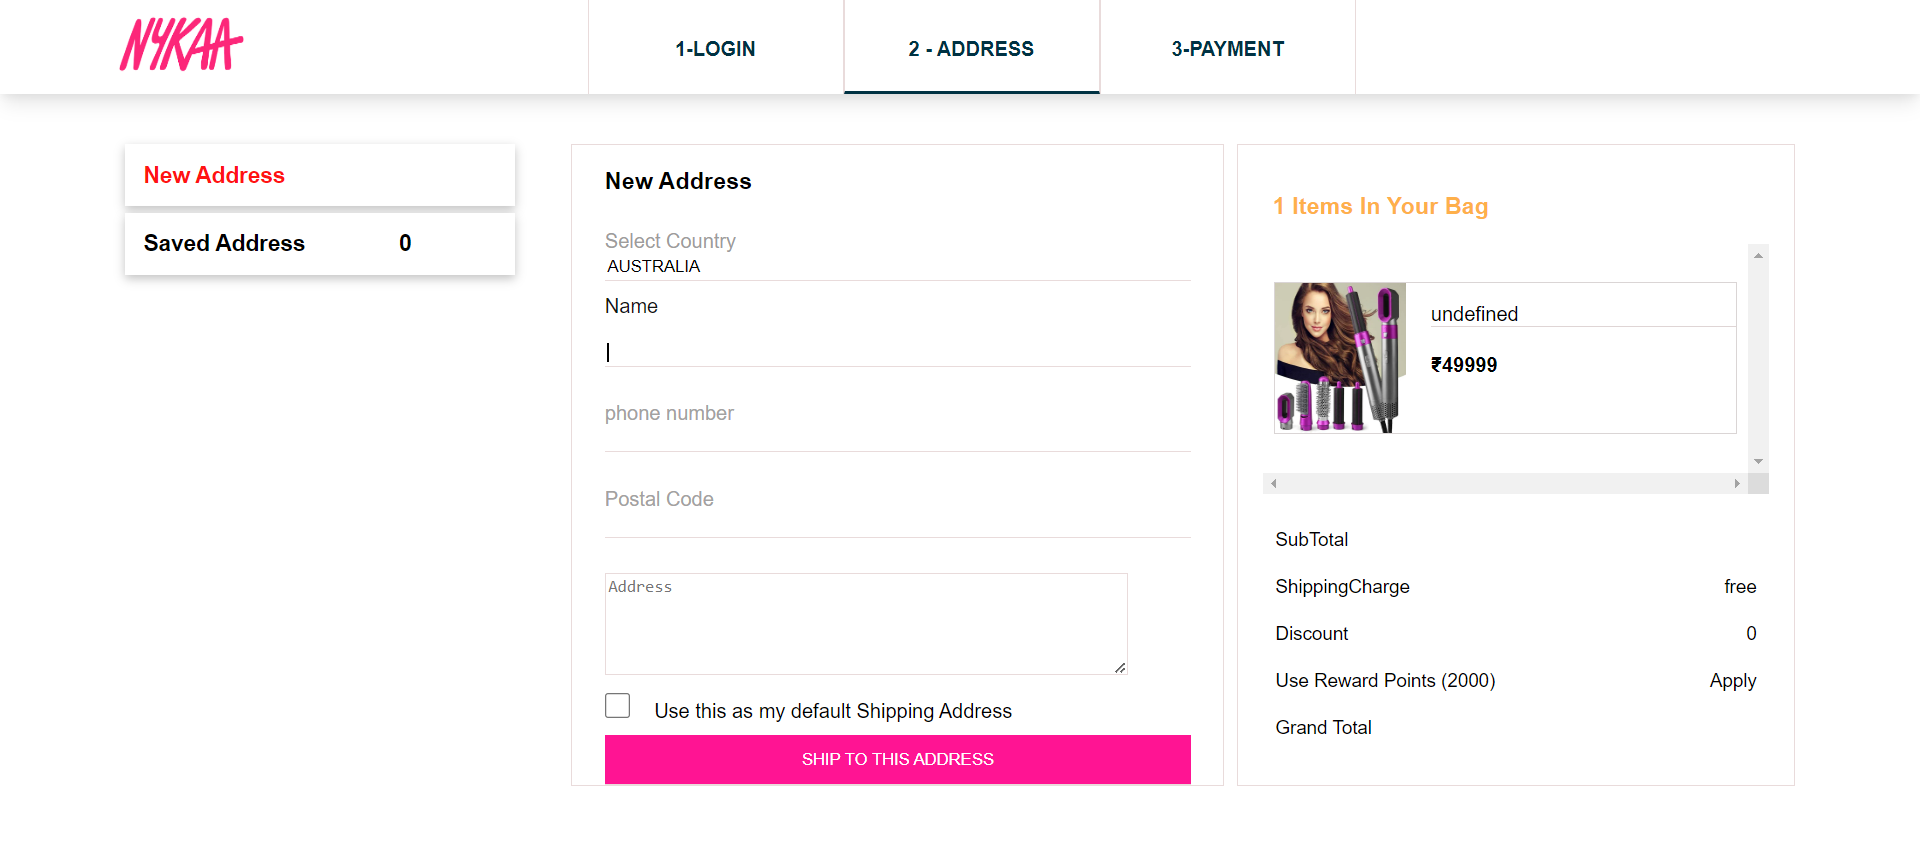 NYKAA
1-LOGIN
2 - ADDRESS
3-PAYMENT
New Address
Saved Address 0
New Address
Select Country
AUSTRALIA
Name
phone number
Postal Code
Address
Use this as my default Shipping Address
SHIP TO THIS ADDRESS
1 Items In Your Bag
undefined
₹49999
SubTotal
ShippingCharge free
Discount 0
Use Reward Points (2000) Apply
Grand Total